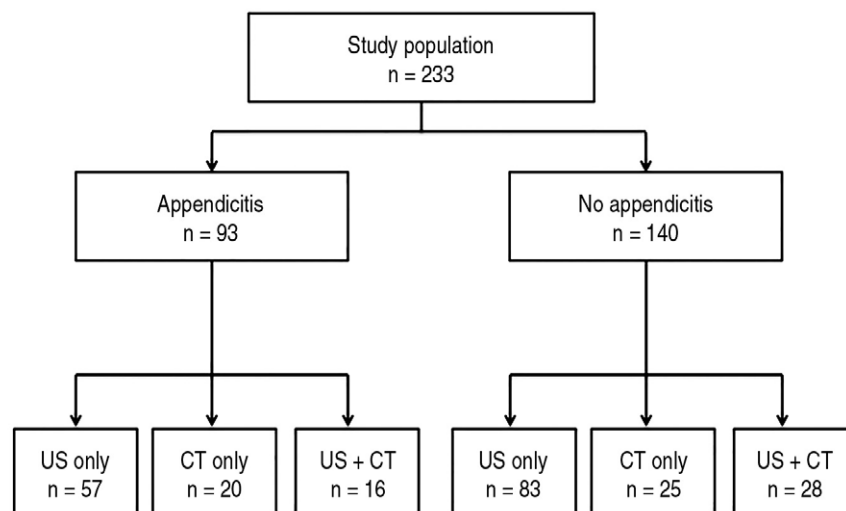 Study population
n = 233
Appendicitis
n = 93
No appendicitis
n = 140
US only
n = 57
CT only
n = 20
US + CT
n = 16
US only
n = 83
CT only
n = 25
US + CT
n = 28